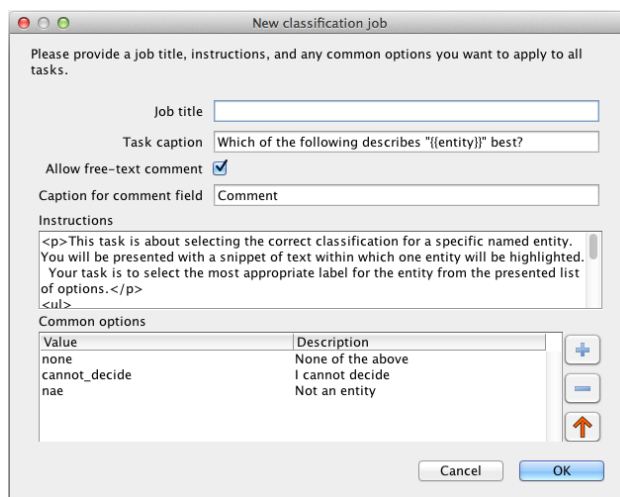 New classification job
Please provide a job title, instructions, and any common options you want to apply to all
tasks.
Job title
Task caption Which of the following describes "{{entity}}" best?
Allow free-text comment
Caption for comment field Comment
Instructions
<p>This task is about selecting the correct classification for a specific named entity.
You will be presented with a snippet of text within which one entity will be highlighted.
Your task is to select the most appropriate label for the entity from the presented list
of options.</p>
<ul>
Common options
Value Description
none None of the above
cannot_decide I cannot decide
nae Not an entity
Cancel OK